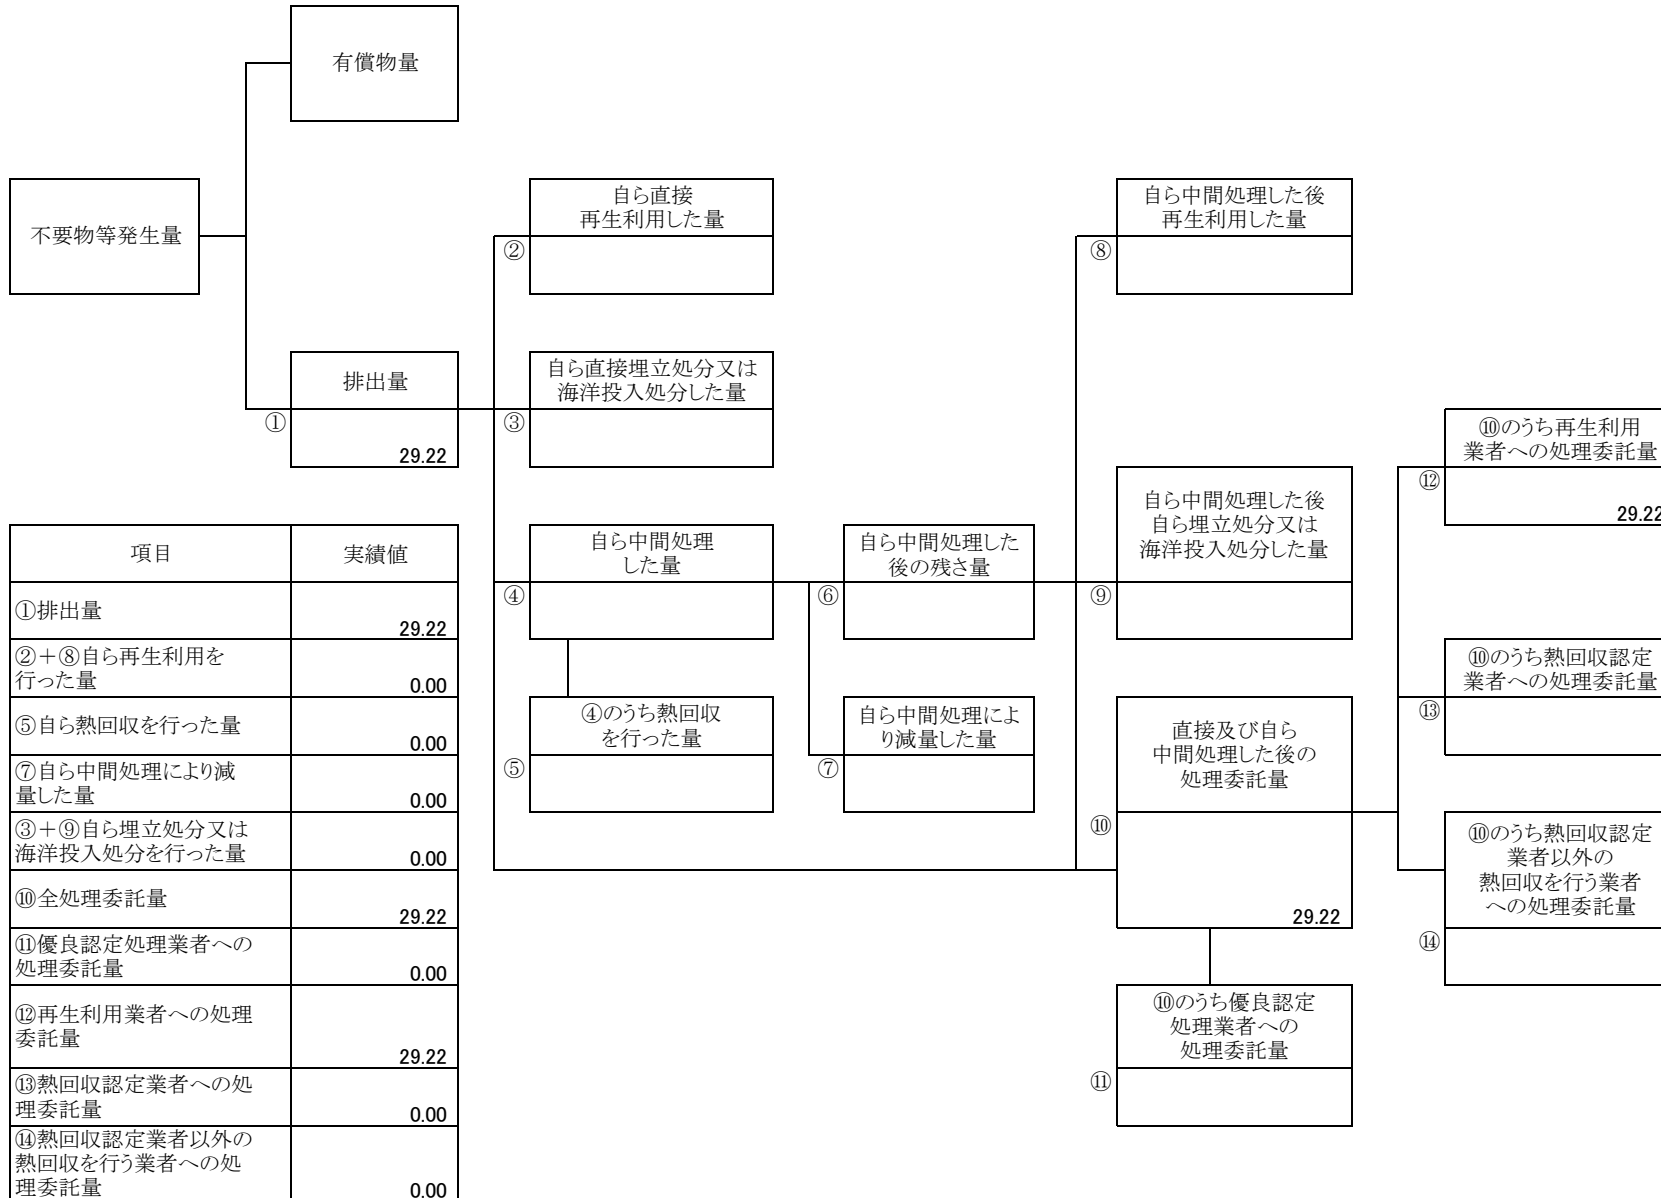 有償物量
不要物等発生量
自ら直接
再生利用した量
②
自ら中間処理した後
再生利用した量
⑧
排出量
①
29.22
自ら直接埋立処分又は
海洋投入処分した量
③
⑩のうち再生利用
業者への処理委託量
⑫
29.22
自ら中間処理
した量
④
自ら中間処理した
後の残さ量
⑥
自ら中間処理した後
自ら埋立処分又は
海洋投入処分した量
⑨
⑩のうち熱回収認定
業者への処理委託量
⑬
④のうち熱回収
を行った量
⑤
自ら中間処理によ
り減量した量
⑦
直接及び自ら
中間処理した後の
処理委託量
⑩
29.22
⑩のうち熱回収認定
業者以外の
熱回収を行う業者
への処理委託量
⑭
⑩のうち優良認定
処理業者への
処理委託量
⑪
項目 実績値
①排出量
29.22
②+⑧自ら再生利用を
行った量
0.00
⑤自ら熱回収を行った量
0.00
⑦自ら中間処理により減
量した量
0.00
③+⑨自ら埋立処分又は
海洋投入処分を行った量
0.00
⑩全処理委託量
29.22
⑪優良認定処理業者への
処理委託量
0.00
⑫再生利用業者への処理
委託量
29.22
⑬熱回収認定業者への処
理委託量
0.00
⑭熱回収認定業者以外の
熱回収を行う業者への処
理委託量
0.00